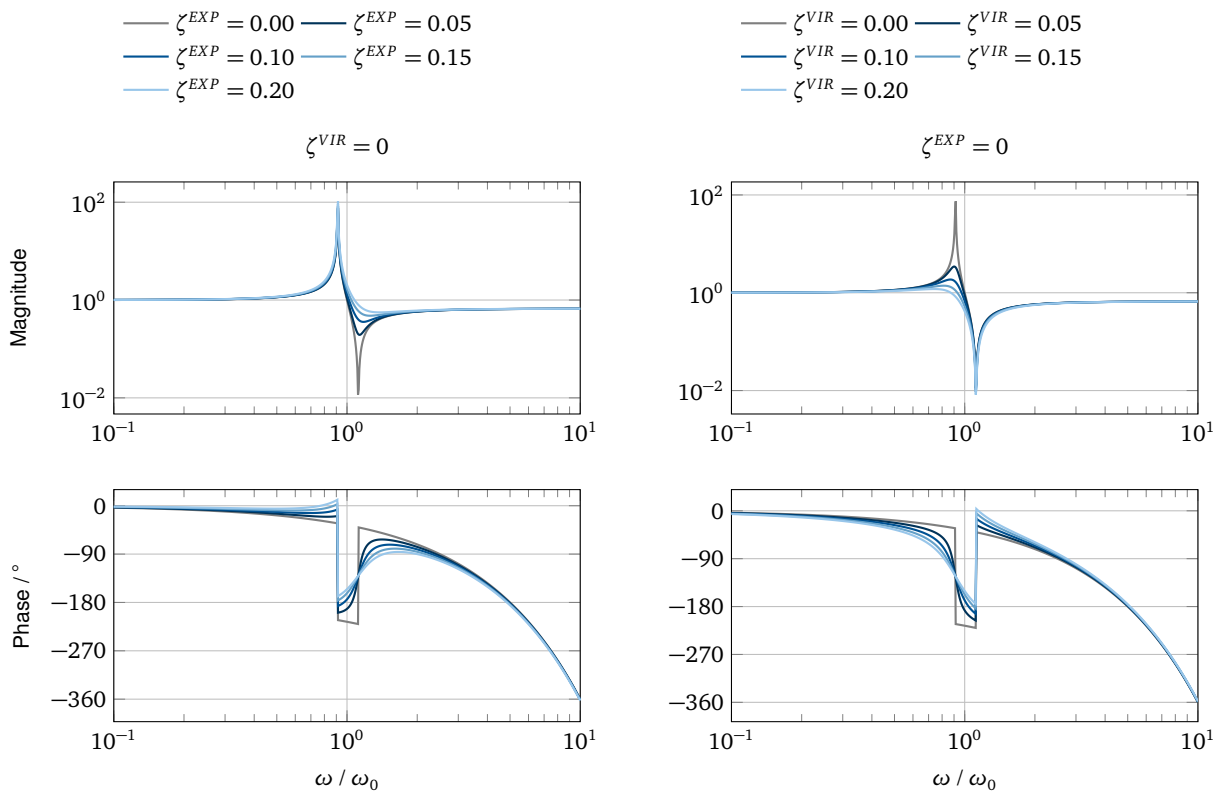 ζ^EXP = 0.00 ζ^EXP = 0.05
ζ^EXP = 0.10 ζ^EXP = 0.15
ζ^EXP = 0.20
ζ^VIR = 0
Magnitude
10^2
10^0
10^−2
10^−1 10^0 10^1
Phase / °
0
−90
−180
−270
−360
10^−1 10^0 10^1
ω / ω_0
ζ^VIR = 0.00 ζ^VIR = 0.05
ζ^VIR = 0.10 ζ^VIR = 0.15
ζ^VIR = 0.20
ζ^EXP = 0
10^2
10^0
10^−2
10^−1 10^0 10^1
0
−90
−180
−270
−360
10^−1 10^0 10^1
ω / ω_0